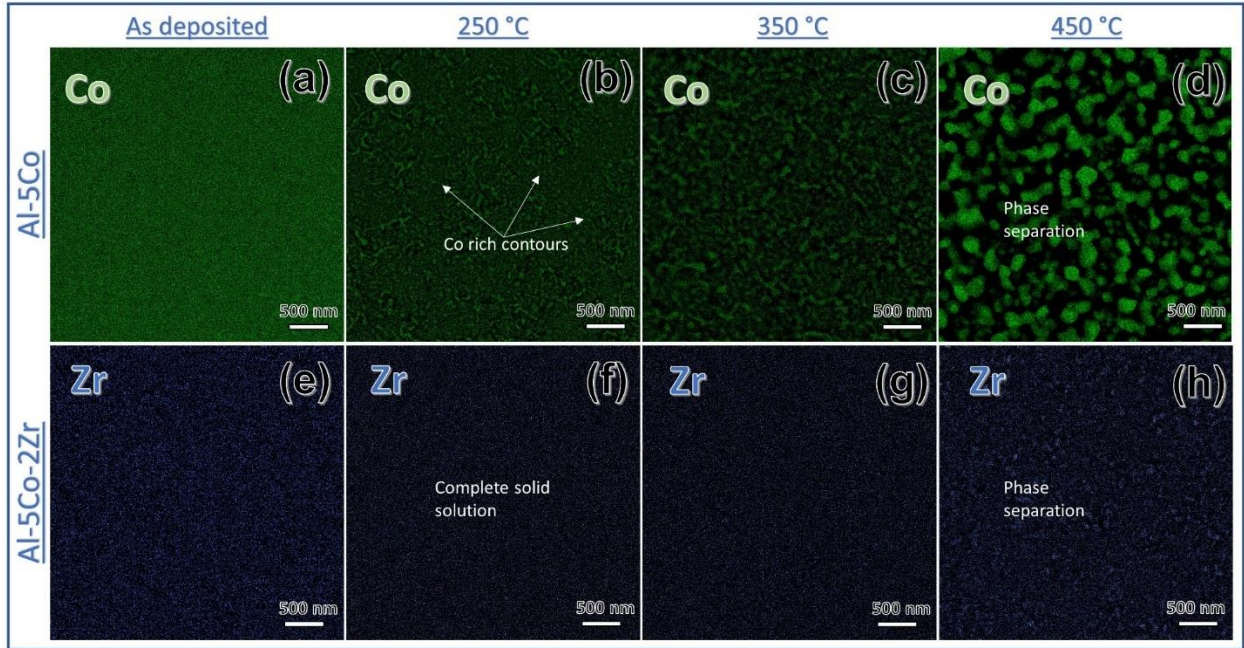 As deposited
250 °C
350 °C
450 °C
Al-5Co
Co
(a)
500 nm
Co
(b)
Co rich contours
500 nm
Co
(c)
500 nm
Co
(d)
Phase
separation
500 nm
Al-5Co-2Zr
Zr
(e)
500 nm
Zr
(f)
Complete solid
solution
500 nm
Zr
(g)
500 nm
Zr
(h)
Phase
separation
500 nm